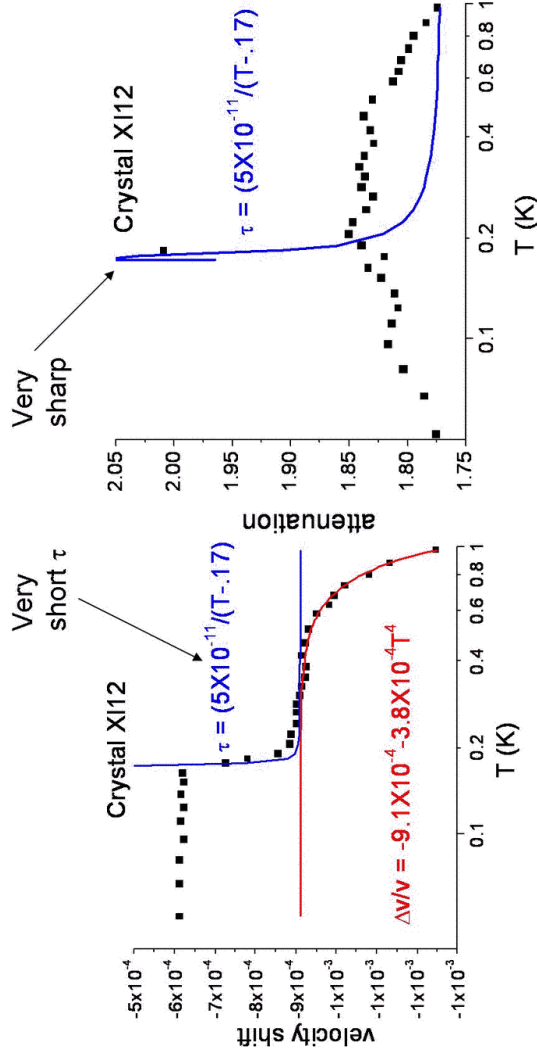 Very
short τ
Crystal XI12
τ = (5X10⁻¹¹/(T-.17)
velocity shift
-5x10⁻⁴
-6x10⁻⁴
-7x10⁻⁴
-8x10⁻⁴
-9x10⁻⁴
-1x10⁻³
-1x10⁻³
-1x10⁻³
-1x10⁻³
Δv/v = -9.1X10⁻⁴-3.8X10⁻⁴T⁴
0.1 0.2 0.4 0.6 0.8 1
T (K)
Very
sharp
Crystal XI12
τ = (5X10⁻¹¹/(T-.17)
attenuation
2.05
2.00
1.95
1.90
1.85
1.80
1.75
0.1 0.2 0.4 0.6 0.8 1
T (K)